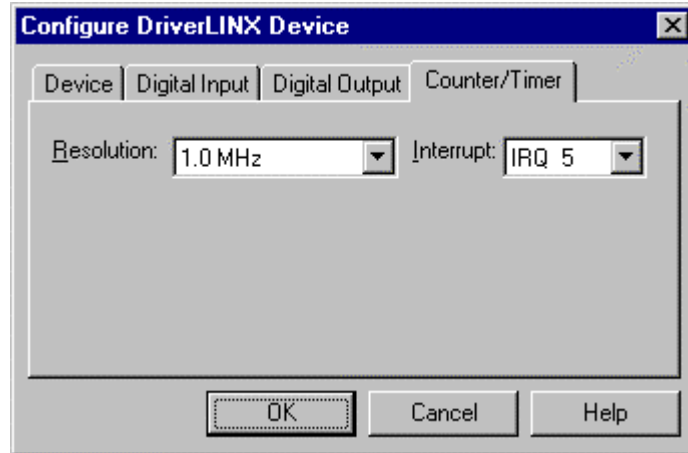 Configure DriverLINX Device
Device Digital Input Digital Output Counter/Timer
Resolution: 1.0 MHz Interrupt: IRQ 5
OK Cancel Help